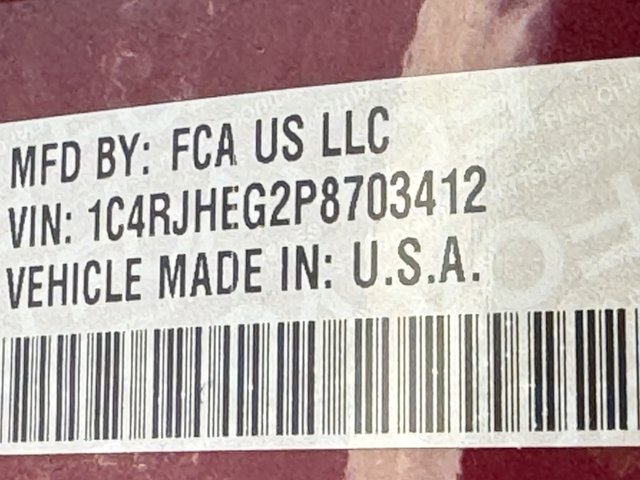 MFD BY: FCA US LLC
VIN: 1C4RJHEG2P8703412
VEHICLE MADE IN: U.S.A.